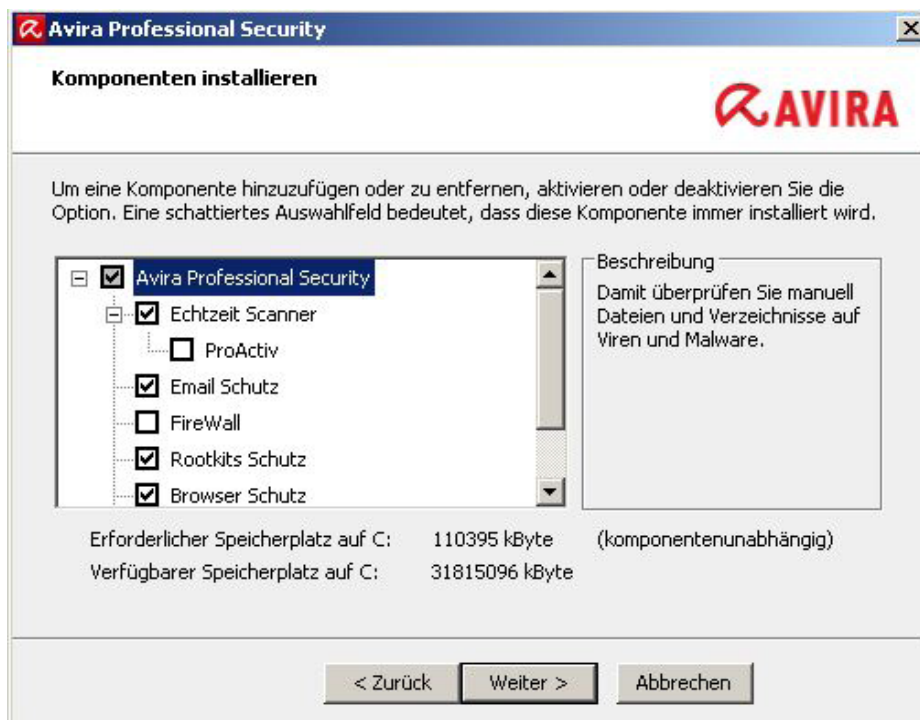 Avira Professional Security
Komponenten installieren
AVIRA
Um eine Komponente hinzuzufügen oder zu entfernen, aktivieren oder deaktivieren Sie die
Option. Eine schattiertes Auswahlfeld bedeutet, dass diese Komponente immer installiert wird.
Avira Professional Security
Echtzeit Scanner
ProActiv
Email Schutz
FireWall
Rootkits Schutz
Browser Schutz
Beschreibung
Damit überprüfen Sie manuell
Dateien und Verzeichnisse auf
Viren und Malware.
Erforderlicher Speicherplatz auf C: 110395 kByte (komponentenunabhängig)
Verfügbarer Speicherplatz auf C: 31815096 kByte
< Zurück Weiter > Abbrechen